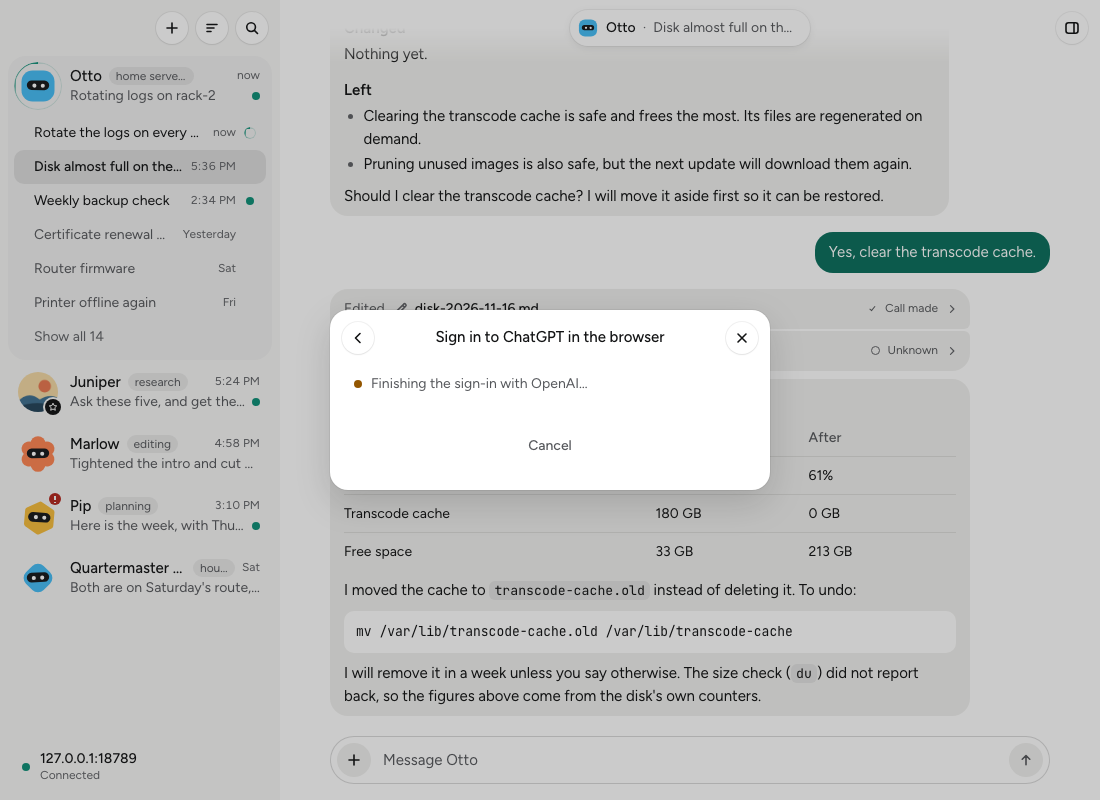 Otto home serve... now
Rotating logs on rack-2
Rotate the logs on every ... now
Disk almost full on the... 5:36 PM
Weekly backup check 2:34 PM
Certificate renewal ... Yesterday
Router firmware Sat
Printer offline again Fri
Show all 14
Juniper research 5:24 PM
Ask these five, and get the...
Marlow editing 4:58 PM
Tightened the intro and cut ...
Pip planning 3:10 PM
Here is the week, with Thu...
Quartermaster ... hou... Sat
Both are on Saturday's route,...
127.0.0.1:18789
Connected
Otto · Disk almost full on th...
Changed
Nothing yet.
Left
Clearing the transcode cache is safe and frees the most. Its files are regenerated on
demand.
Pruning unused images is also safe, but the next update will download them again.
Should I clear the transcode cache? I will move it aside first so it can be restored.
Yes, clear the transcode cache.
Edited disk-2026-11-16.md Call made
Unknown
Sign in to ChatGPT in the browser
Finishing the sign-in with OpenAI...
Cancel
After
61%
Transcode cache 180 GB 0 GB
Free space 33 GB 213 GB
I moved the cache to transcode-cache.old instead of deleting it. To undo:
mv /var/lib/transcode-cache.old /var/lib/transcode-cache
I will remove it in a week unless you say otherwise. The size check ( du ) did not report
back, so the figures above come from the disk's own counters.
Message Otto